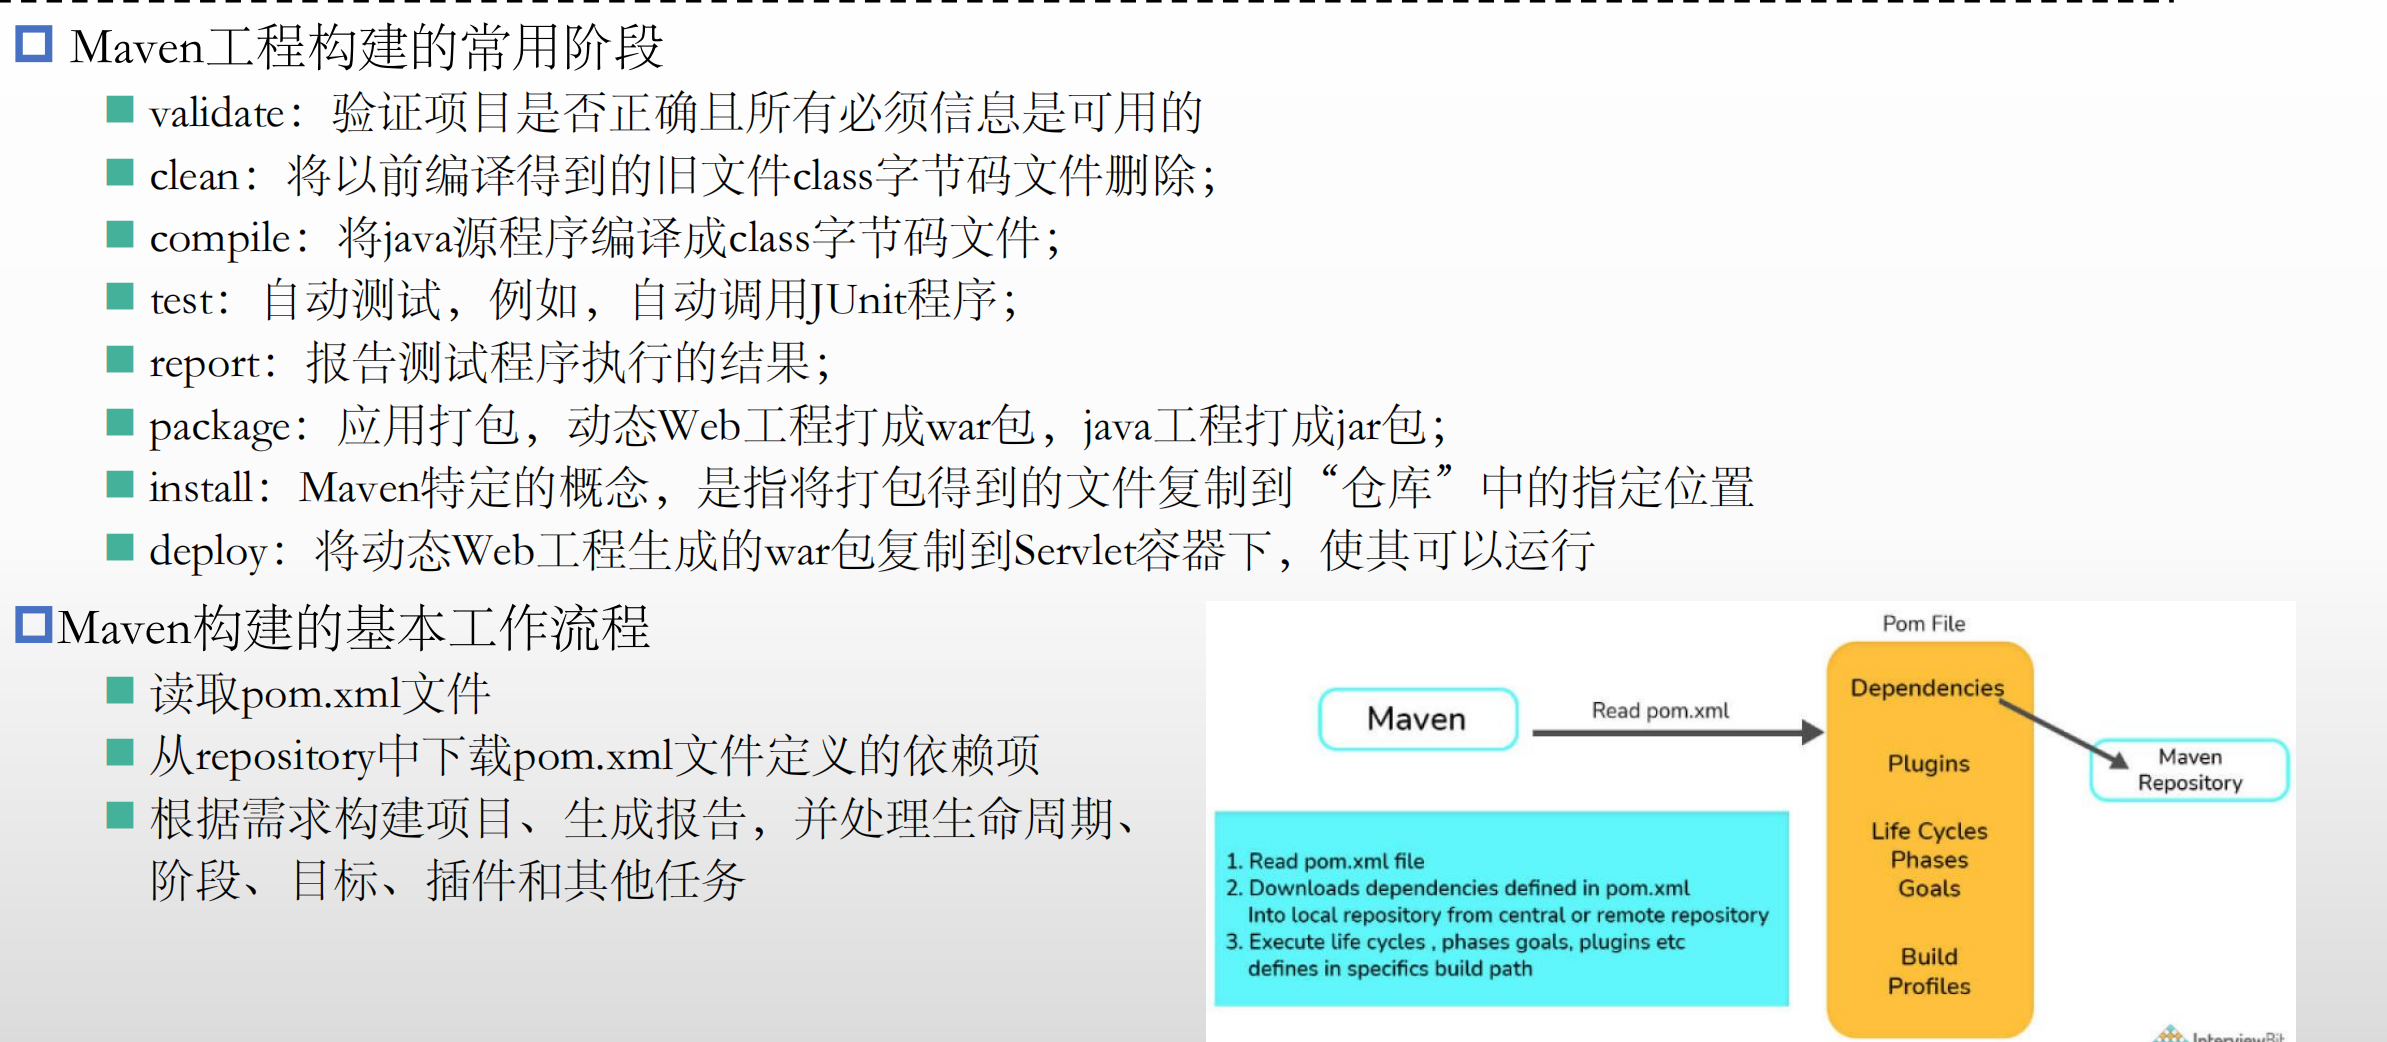 Maven工程构建的常用阶段
validate：验证项目是否正确且所有必须信息是可用的
clean：将以前编译得到的旧文件class字节码文件删除；
compile：将java源程序编译成class字节码文件；
test：自动测试，例如，自动调用JUnit程序；
report：报告测试程序执行的结果；
package：应用打包，动态Web工程打成war包，java工程打成jar包；
install：Maven特定的概念，是指将打包得到的文件复制到“仓库”中的指定位置
deploy：将动态Web工程生成的war包复制到Servlet容器下，使其可以运行
Maven构建的基本工作流程
读取pom.xml文件
从repository中下载pom.xml文件定义的依赖项
根据需求构建项目、生成报告，并处理生命周期、
阶段、目标、插件和其他任务
Maven
Read pom.xml
Pom File
Dependencies
Plugins
Life Cycles
Phases
Goals
Build
Profiles
Maven
Repository
1. Read pom.xml file
2. Downloads dependencies defined in pom.xml
Into local repository from central or remote repository
3. Execute life cycles , phases goals, plugins etc
defines in specifics build path
InterviewBit